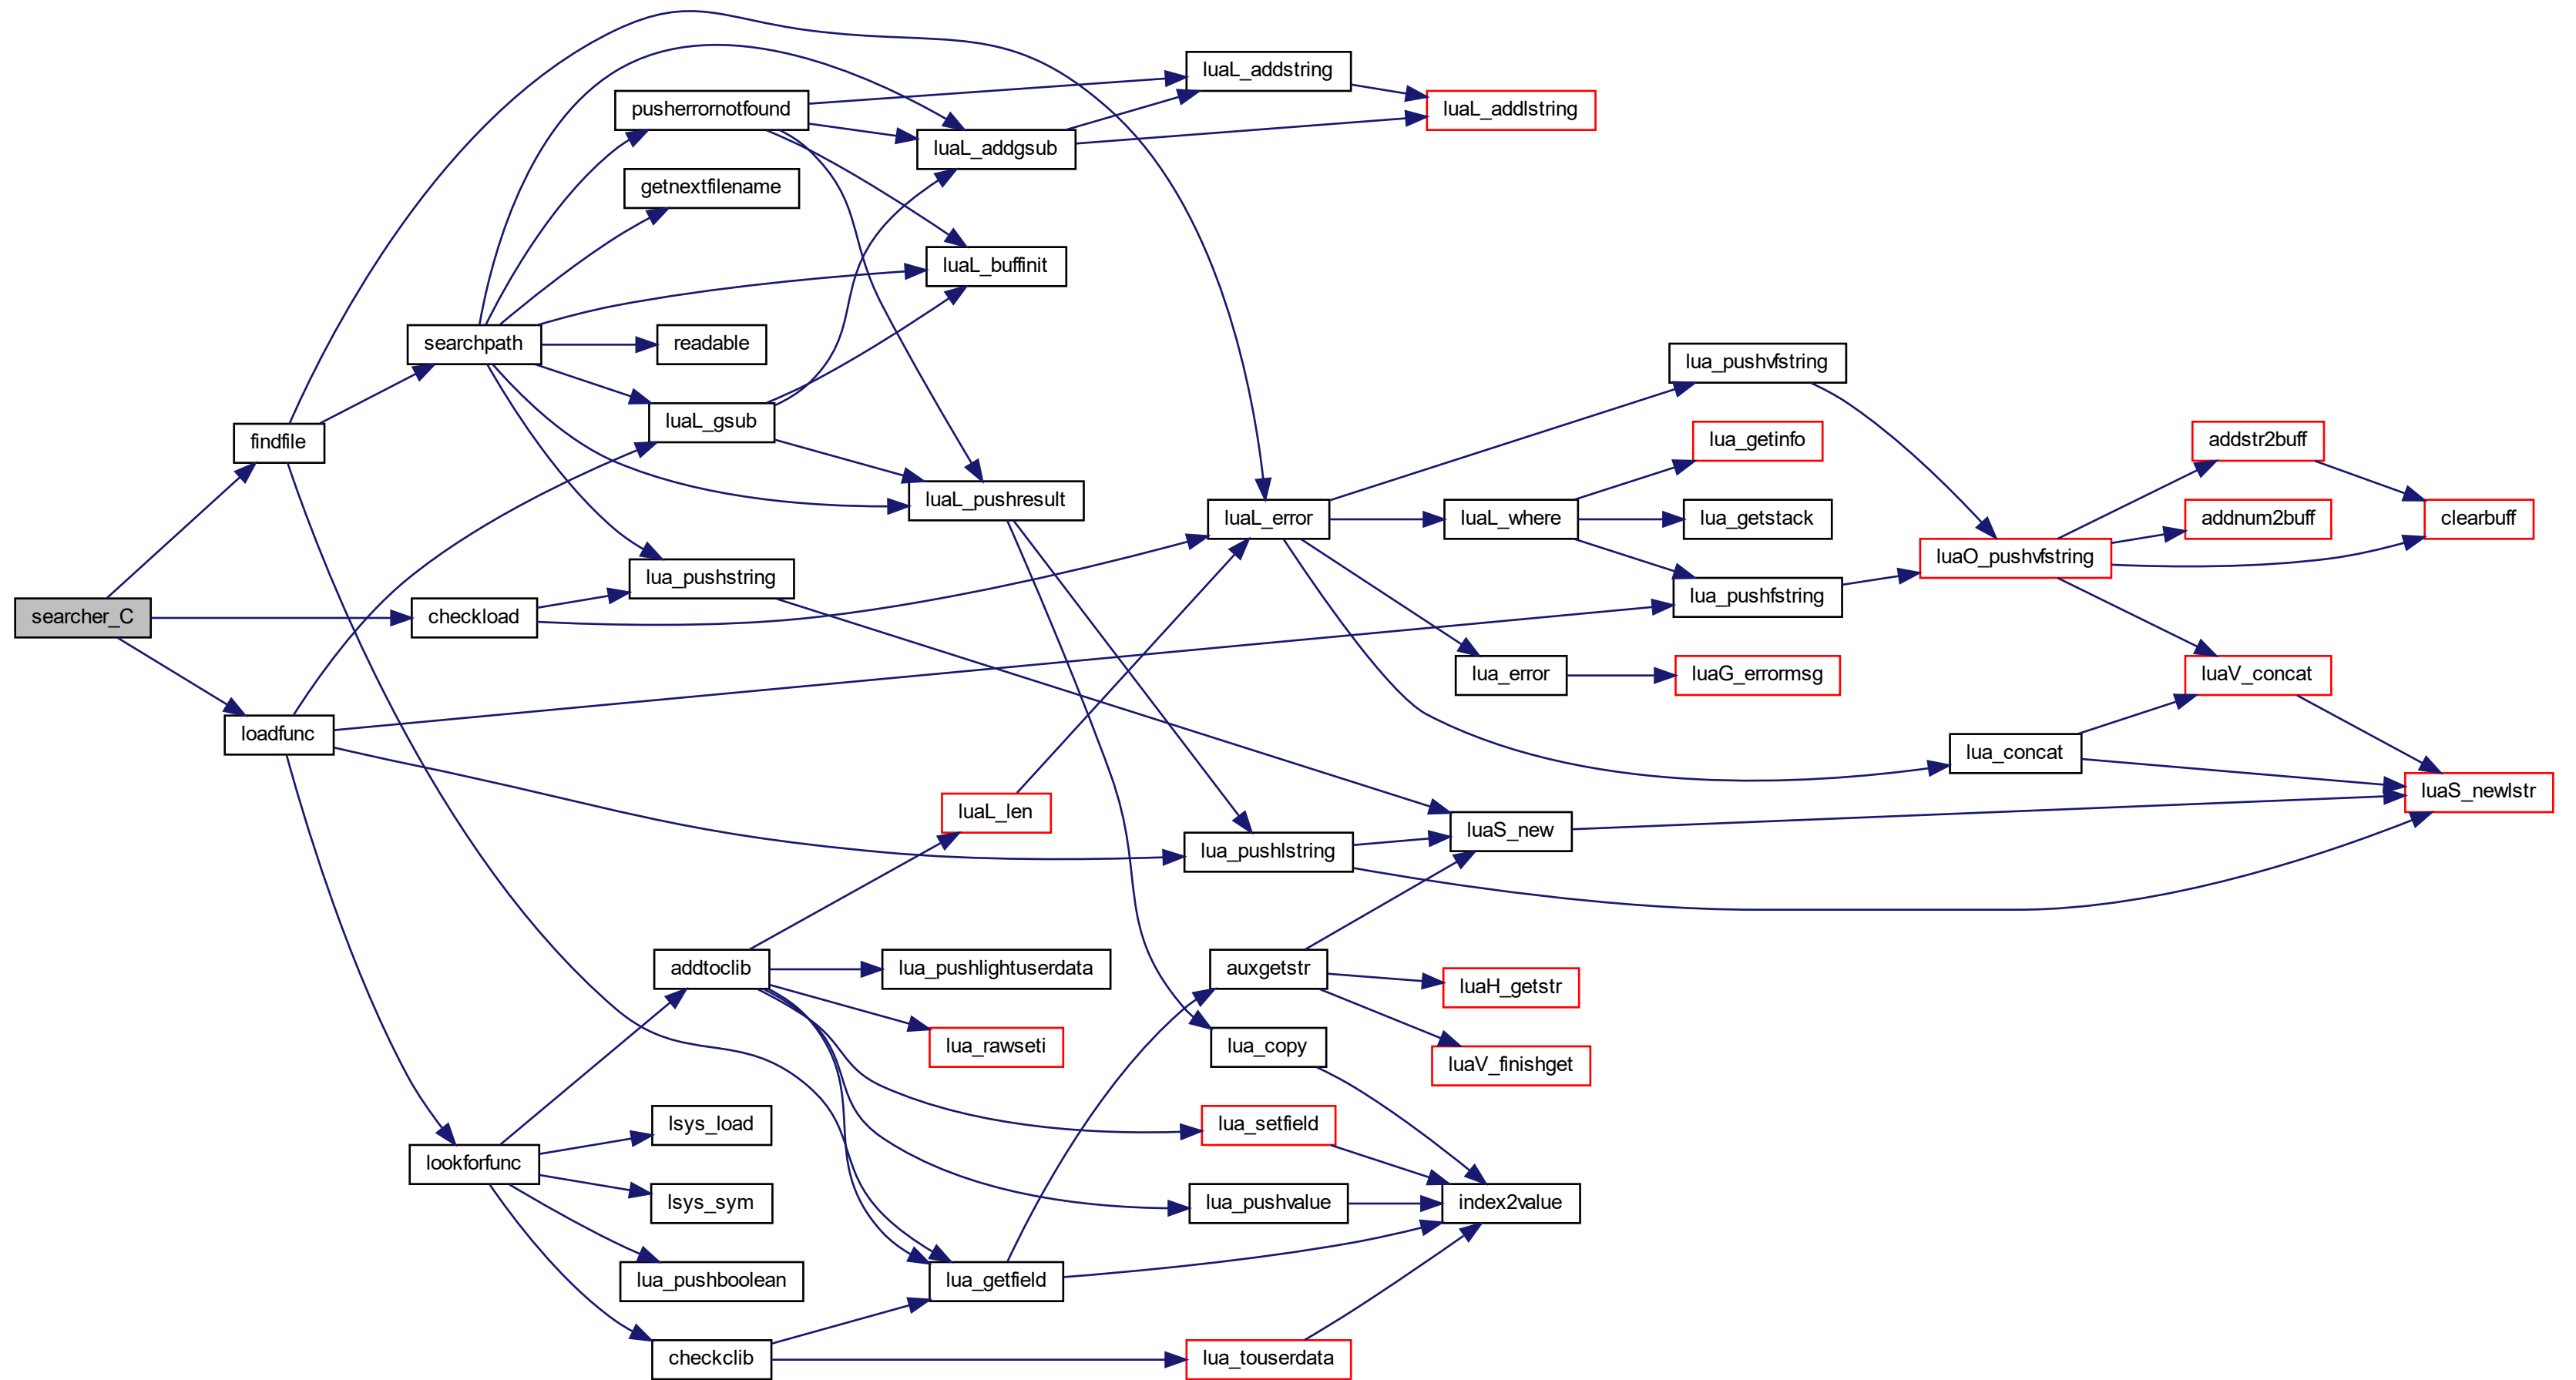 searcher_C
findfile
checkload
loadfunc
searchpath
lookforfunc
pusherrornotfound
getnextfilename
readable
luaL_gsub
lua_pushstring
addtoclib
lsys_load
lsys_sym
lua_pushboolean
checkclib
luaL_addgsub
luaL_buffinit
luaL_pushresult
luaL_len
lua_pushlightuserdata
lua_rawseti
lua_getfield
luaL_addstring
luaL_error
lua_pushlstring
auxgetstr
lua_copy
lua_setfield
lua_pushvalue
lua_touserdata
luaL_addlstring
luaL_where
lua_error
luaS_new
luaH_getstr
luaV_finishget
index2value
lua_pushvfstring
lua_getinfo
lua_getstack
lua_pushfstring
luaG_errormsg
luaO_pushvfstring
lua_concat
addstr2buff
addnum2buff
luaV_concat
clearbuff
luaS_newlstr